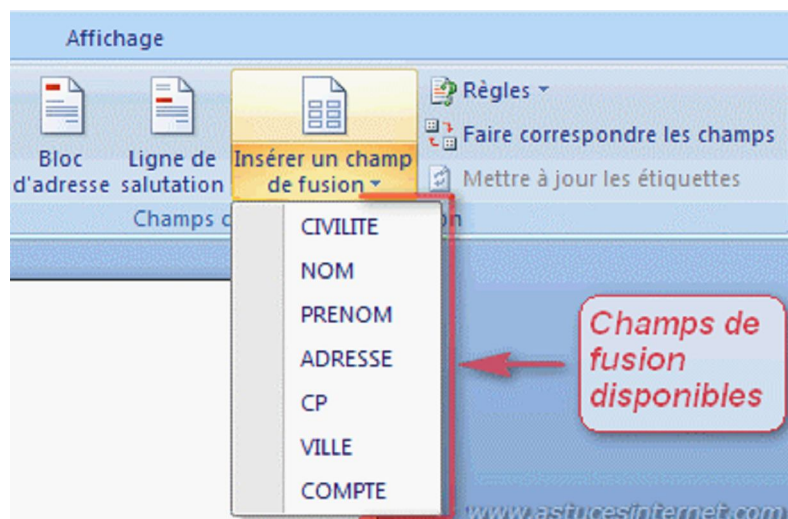 Affichage
Bloc
d'adresse
Ligne de
salutation
Insérer un champ
de fusion
Règles
Faire correspondre les champs
Mettre à jour les étiquettes
Champs
CIVILITE
NOM
PRENOM
ADRESSE
CP
VILLE
COMPTE
Champs de
fusion
disponibles
www.astucesinternet.com